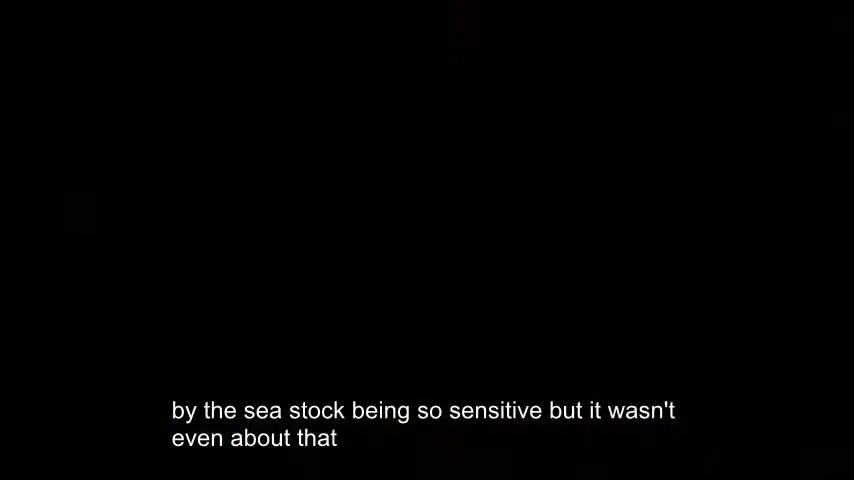 by the sea stock being so sensitive but it wasn't
even about that